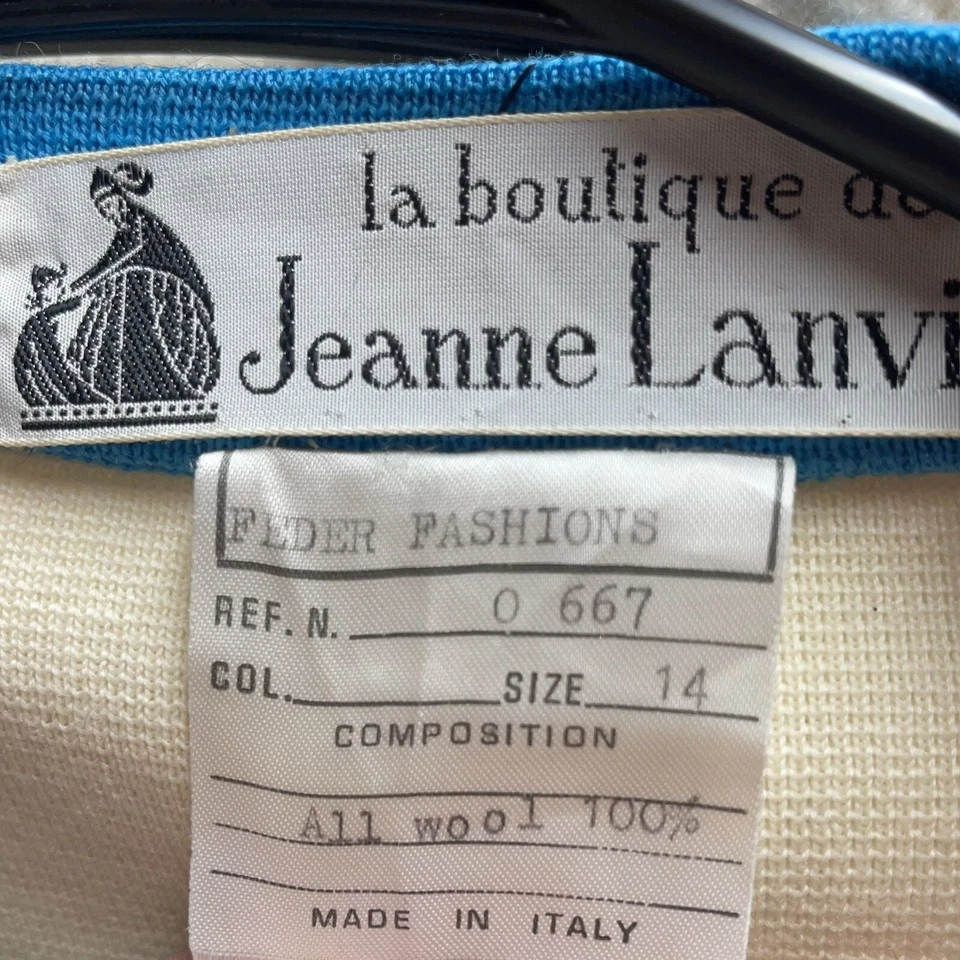 la boutique de
Jeanne Lanvi
FEDER FASHIONS
REF. N. O 667
COL. SIZE 14
COMPOSITION
All wool 100%
MADE IN ITALY